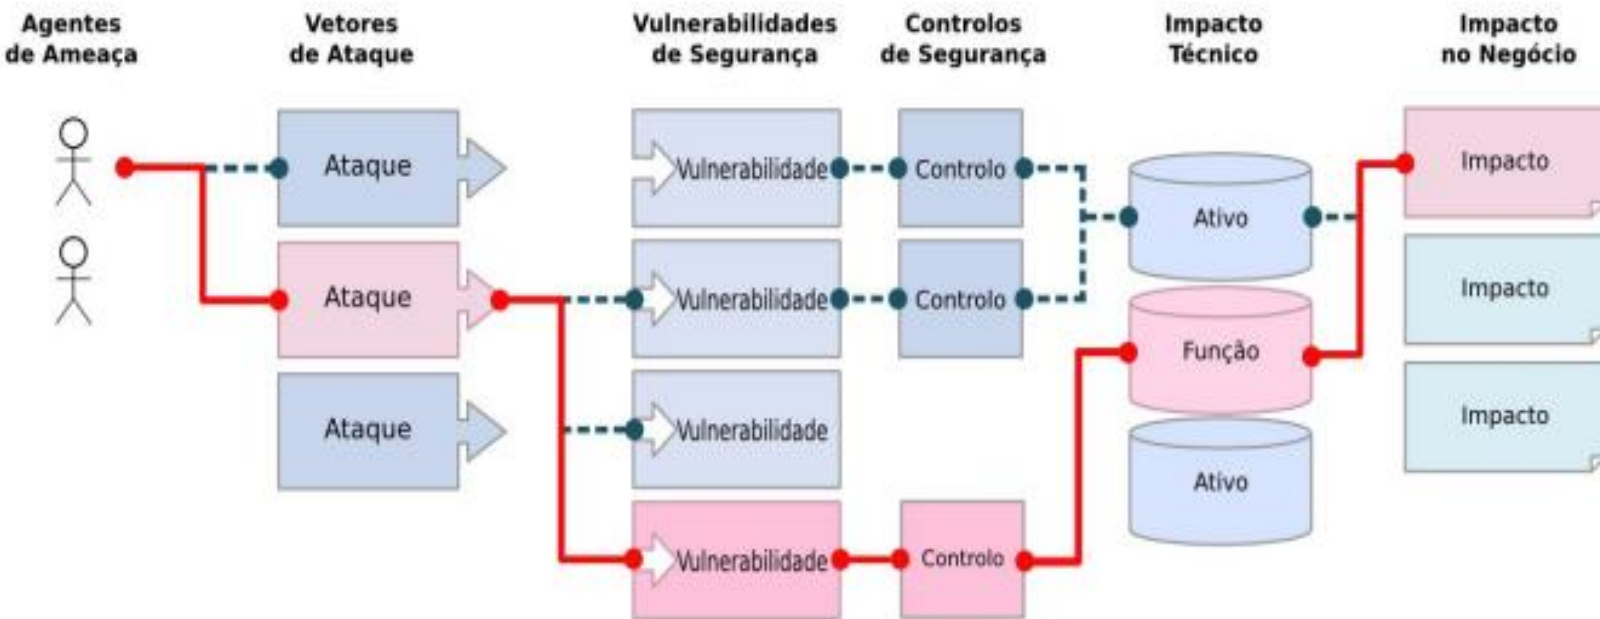 Agentes
de Ameaça
Vetores
de Ataque
Vulnerabilidades
de Segurança
Controlos
de Segurança
Impacto
Técnico
Impacto
no Negócio
Ataque
Vulnerabilidade
Controlo
Impacto
Ativo
Ataque
Vulnerabilidade
Controlo
Impacto
Função
Ataque
Vulnerabilidade
Impacto
Ativo
Vulnerabilidade
Controlo